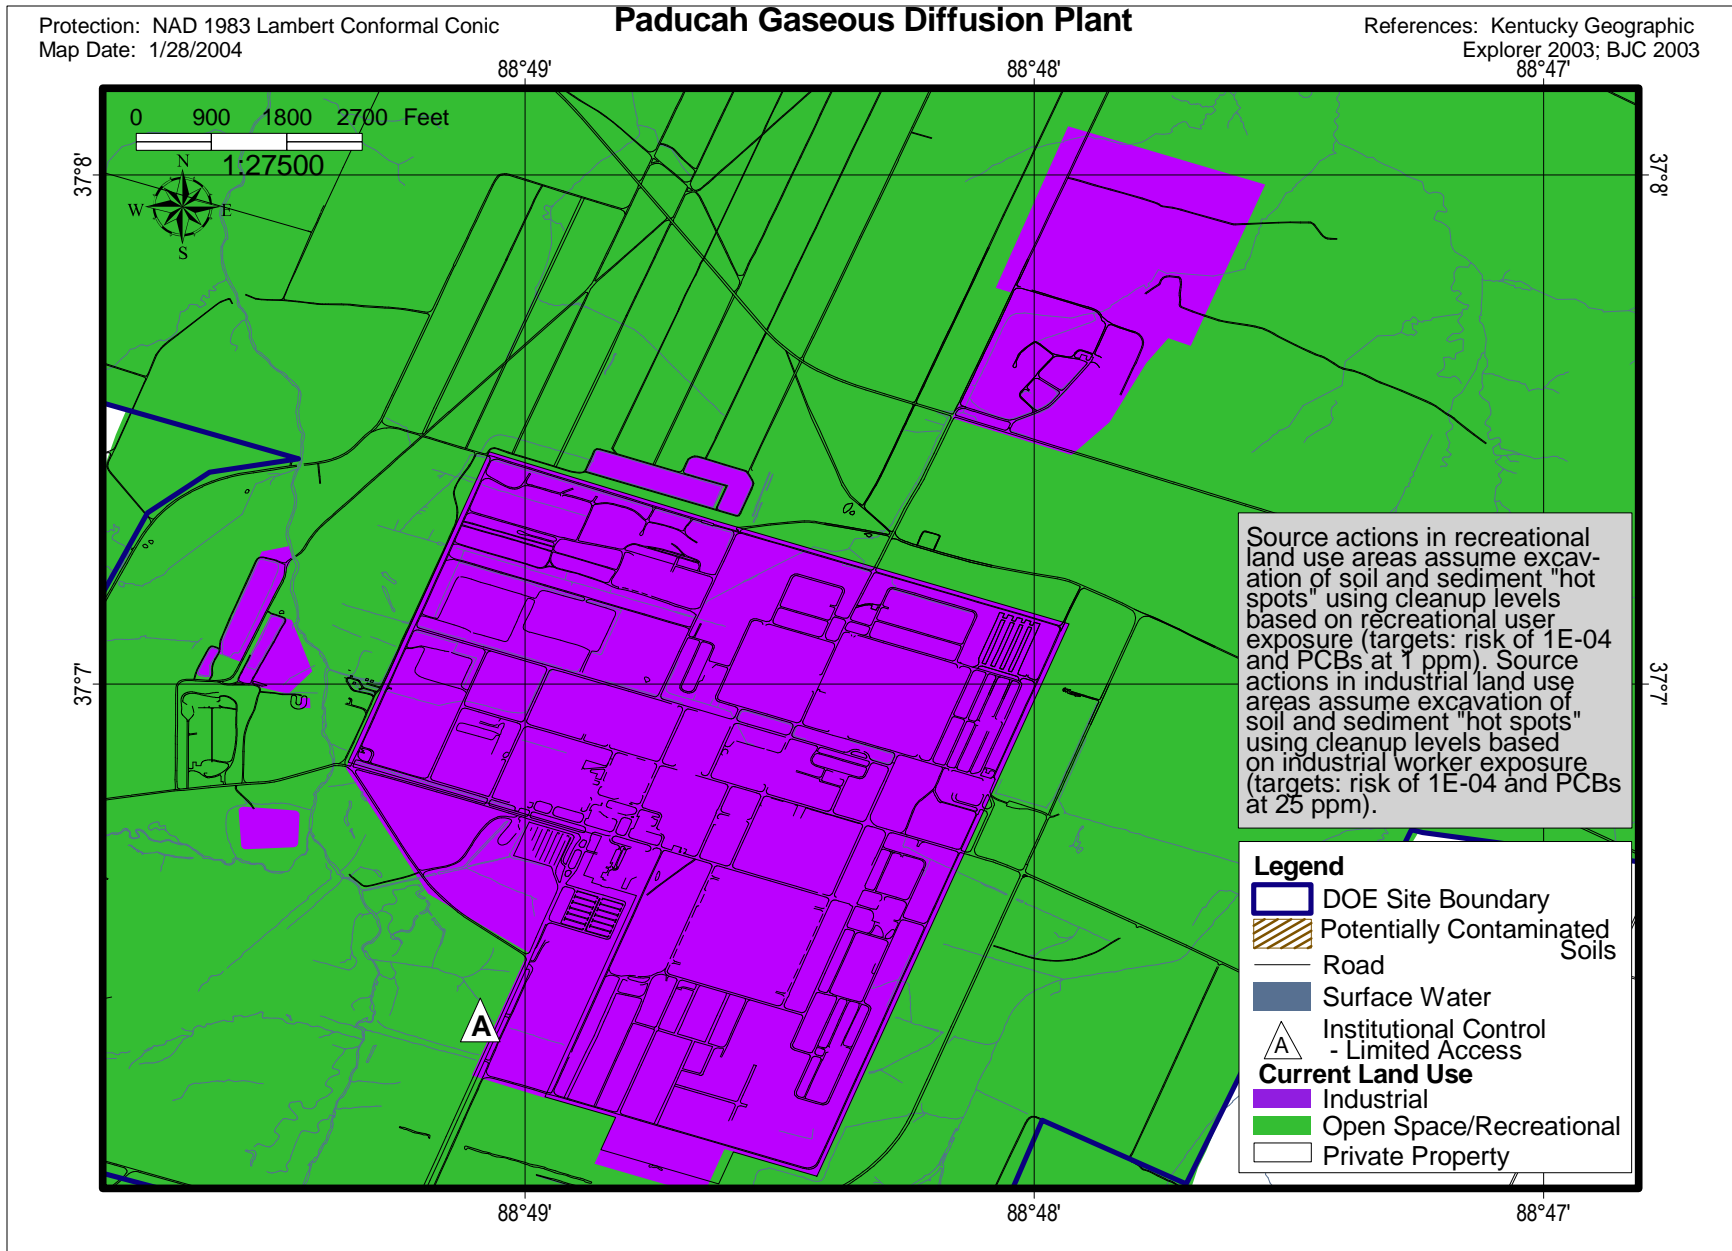 Paducah Gaseous Diffusion Plant
Protection: NAD 1983 Lambert Conformal Conic
Map Date: 1/28/2004
References: Kentucky Geographic
Explorer 2003; BJC 2003
88°49'
88°48'
88°47'
0 900 1800 2700 Feet
1:27500
N
W
E
S
37°8'
37°8'
37°7'
37°7'
Source actions in recreational
land use areas assume excav-
ation of soil and sediment "hot
spots" using cleanup levels
based on recreational user
exposure (targets: risk of 1E-04
and PCBs at 1 ppm). Source
actions in industrial land use
areas assume excavation of
soil and sediment "hot spots"
using cleanup levels based
on industrial worker exposure
(targets: risk of 1E-04 and PCBs
at 25 ppm).
A
Legend
DOE Site Boundary
Potentially Contaminated
Soils
Road
Surface Water
A
Institutional Control
- Limited Access
Current Land Use
Industrial
Open Space/Recreational
Private Property
88°49'
88°48'
88°47'